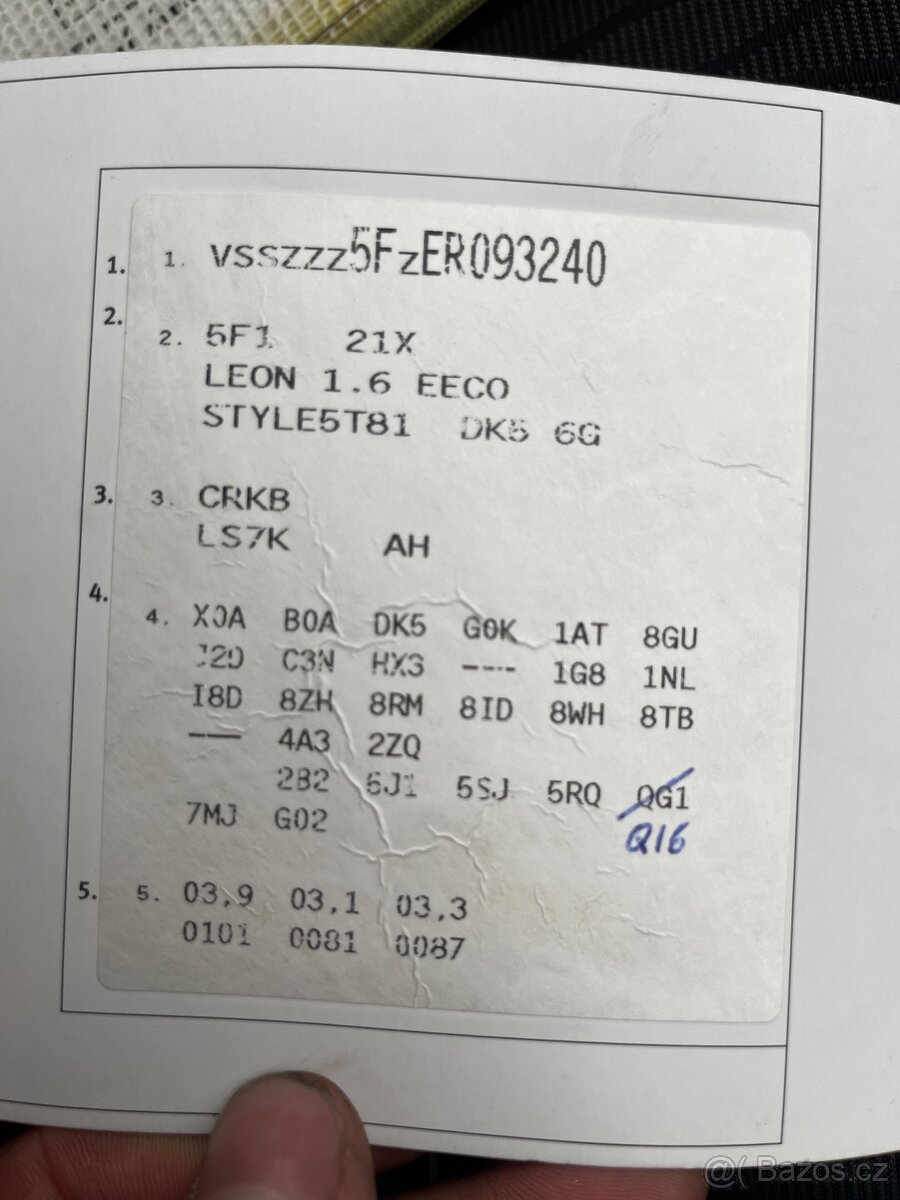 1. 1. VSSZZZ5FZER093240
2.
2. 5F1 21X
LEON 1.6 EECO
STYLE5T81 DK5 6G
3. 3. CRKB
LS7K AH
4.
4. X0A B0A DK5 G0K 1AT 8GU
J20 C3N HX3 --- 1G8 1NL
I8D 8ZH 8RM 8ID 8WH 8TB
--- 4A3 2ZQ
2B2 5J1 5SJ 5RQ QG1
7MJ G02 Q16
5. 5. 03,9 03,1 03,3
0101 0081 0087
@( Bazos.cz